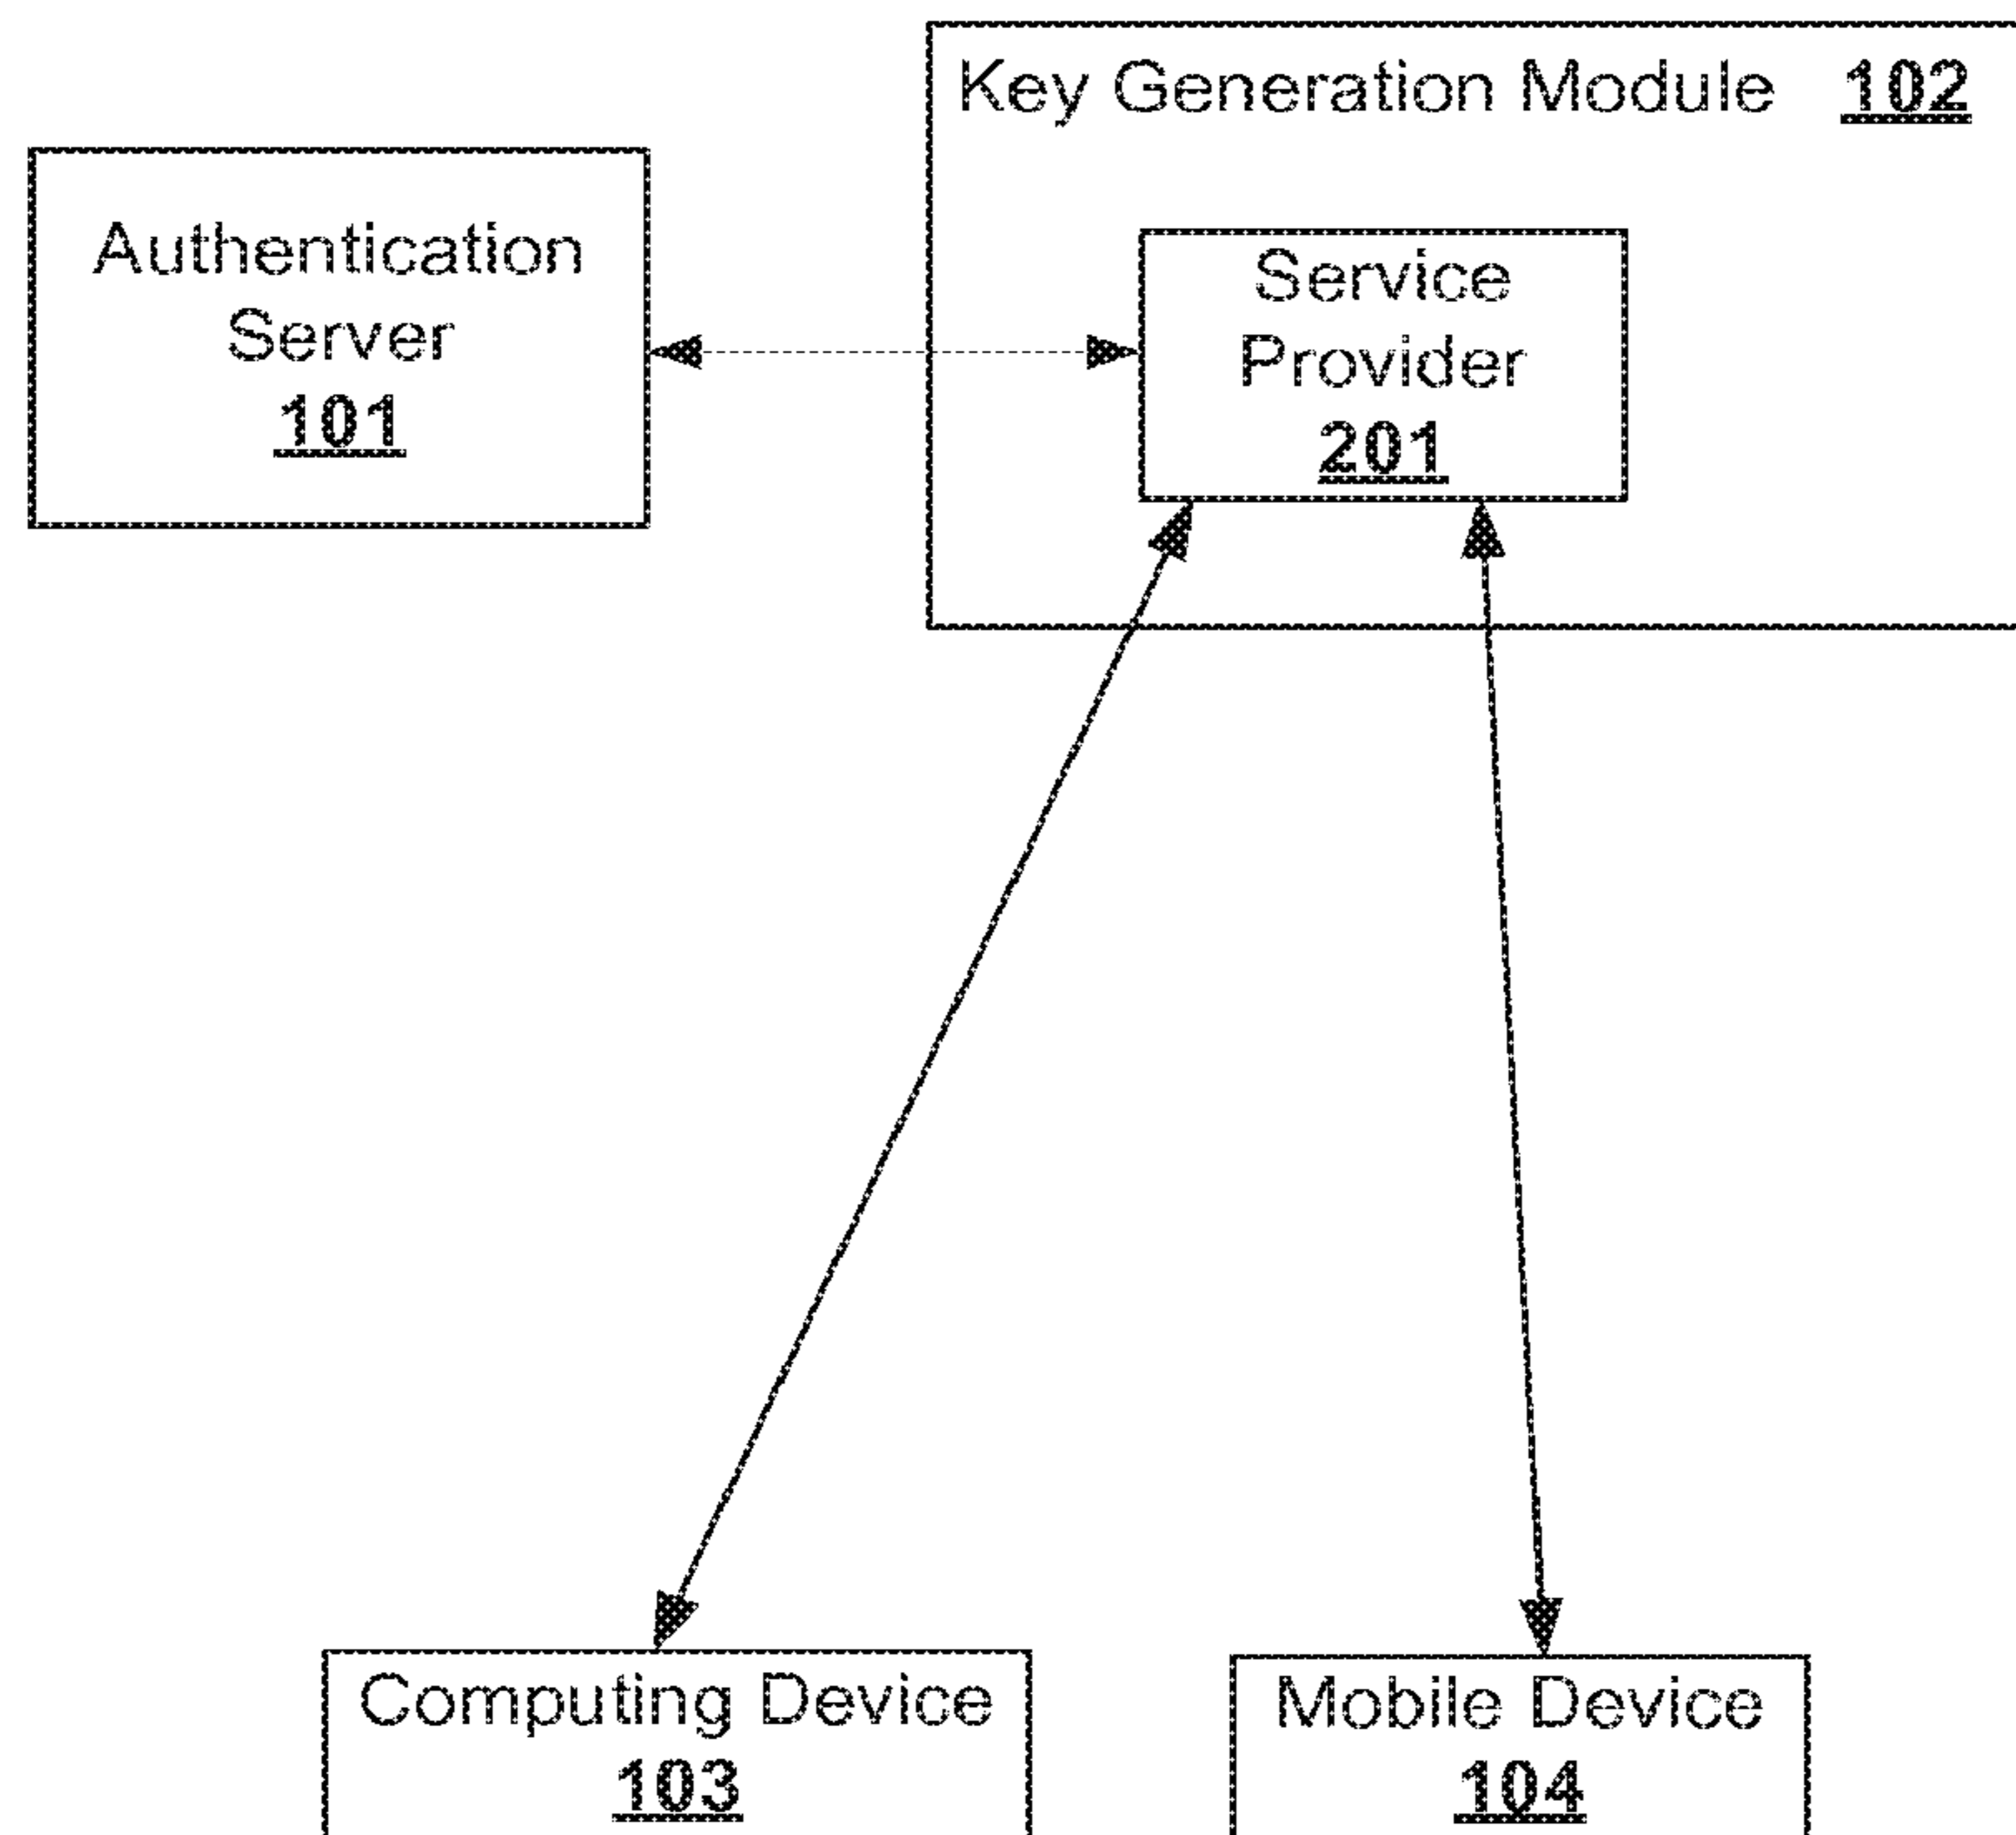 Key Generation Module 102
Authentication
Server
101
Service
Provider
201
Computing Device
103
Mobile Device
104